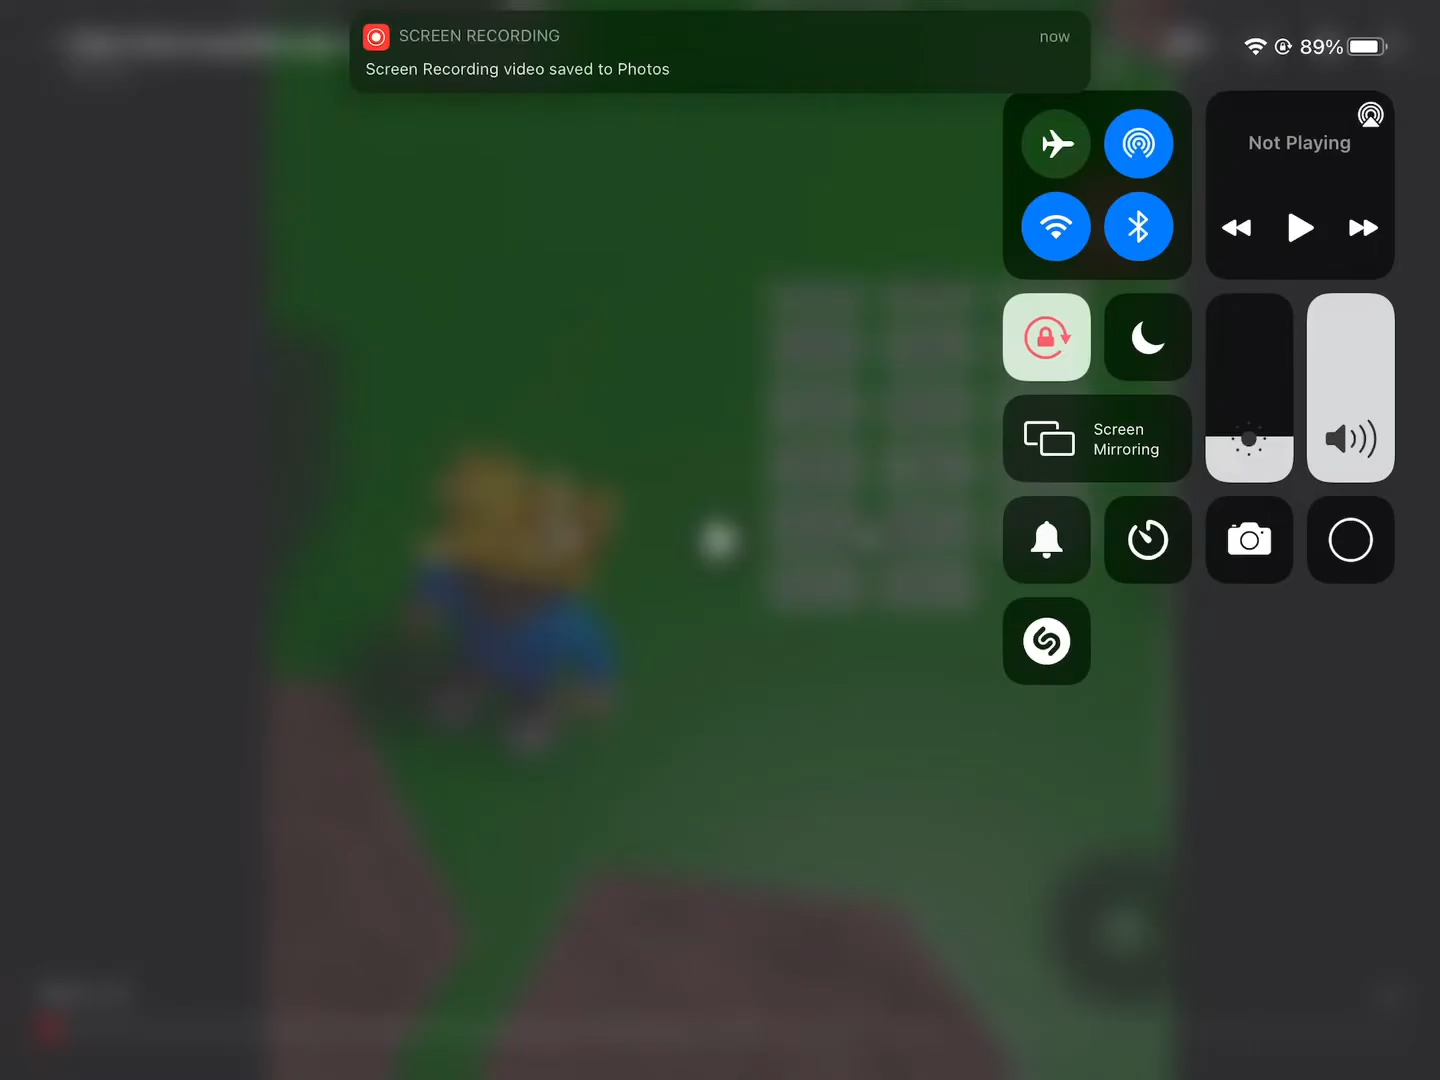 SCREEN RECORDING
now
Screen Recording video saved to Photos
89%
Not Playing
Screen
Mirroring